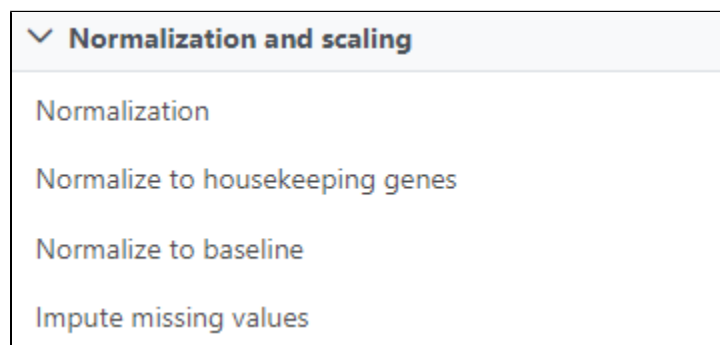 Normalization and scaling
Normalization
Normalize to housekeeping genes
Normalize to baseline
Impute missing values